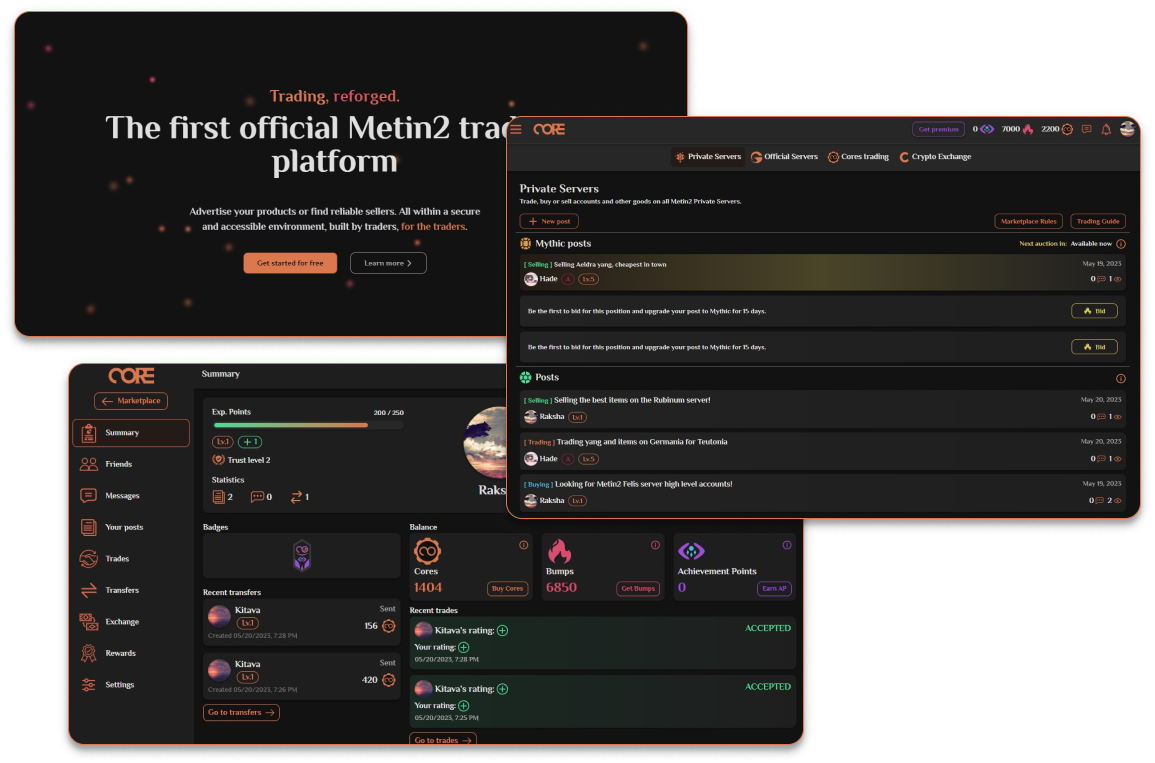 Trading, reforged.
The first official Metin2 trad
platform
Advertise your products or find reliable sellers. All within a secure
and accessible environment, built by traders, for the traders.
Get started for free
Learn more
CORE
Get premium
0
7000
2200
Private Servers
Official Servers
Cores trading
Crypto Exchange
Private Servers
Trade, buy or sell accounts and other goods on all Metin2 Private Servers.
+ New post
Marketplace Rules
Trading Guide
Mythic posts
Next auction in: Available now
[ Selling ] Selling Aeldra yang, cheapest in town
May 19, 2023
Hade
Lv.5
0
1
Be the first to bid for this position and upgrade your post to Mythic for 15 days.
Bid
Be the first to bid for this position and upgrade your post to Mythic for 15 days.
Bid
Posts
[ Selling ] Selling the best items on the Rubinum server!
May 20, 2023
Raksha
Lv.1
0
1
[ Trading ] Trading yang and items on Germania for Teutonia
May 20, 2023
Hade
Lv.5
0
1
[ Buying ] Looking for Metin2 Felis server high level accounts!
May 19, 2023
Raksha
Lv.1
0
2
CORE
Marketplace
Summary
Friends
Messages
Your posts
Trades
Transfers
Exchange
Rewards
Settings
Summary
Exp. Points
200 / 250
Lv.1
+ 1
Trust level 2
Statistics
2
0
1
Raks
Badges
Recent transfers
Kitava
Sent
Lv.1
156
Created 05/20/2023, 7:28 PM
Kitava
Sent
Lv.1
420
Created 05/20/2023, 7:26 PM
Go to transfers
Balance
Cores
1404
Buy Cores
Bumps
6850
Get Bumps
Achievement Points
0
Earn AP
Recent trades
Kitava's rating:
ACCEPTED
Your rating:
05/20/2023, 7:28 PM
Kitava's rating:
ACCEPTED
Your rating:
05/20/2023, 7:25 PM
Go to trades